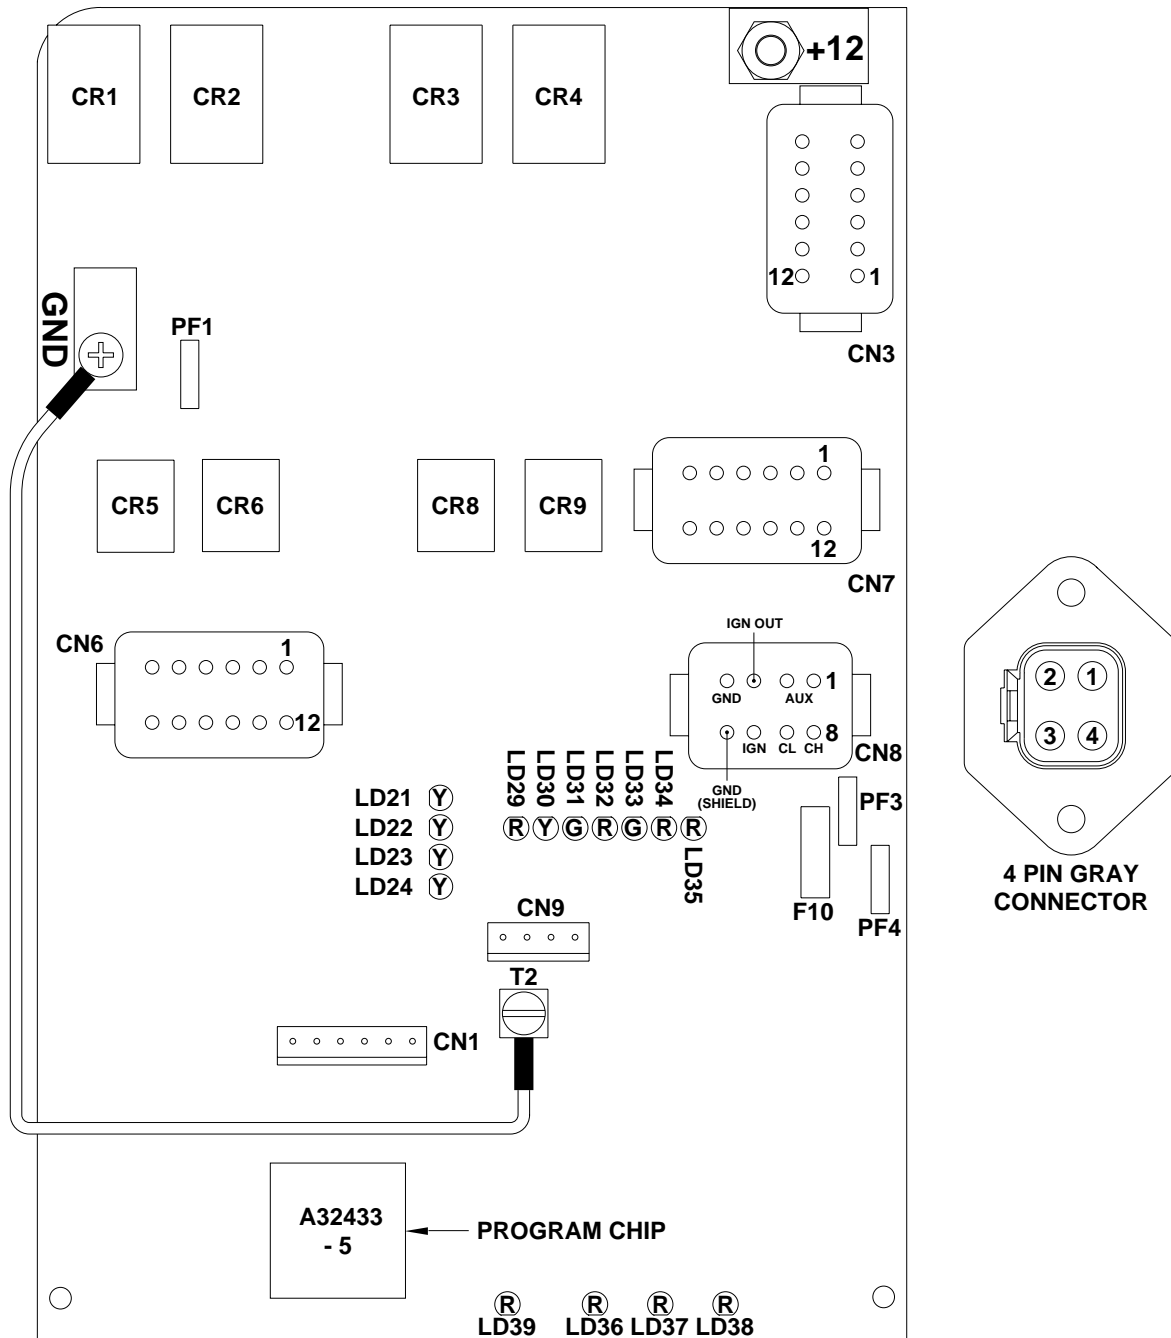 +12
CR1
CR2
CR3
CR4
12
1
CN3
GND
PF1
CR5
CR6
CR8
CR9
1
12
CN7
CN6
1
12
IGN OUT
1
GND
AUX
8
IGN
CL
CH
CN8
GND
(SHIELD)
2
1
3
4
4 PIN GRAY
CONNECTOR
LD21
Y
LD22
Y
LD23
Y
LD24
Y
LD29
LD30
LD31
LD32
LD33
LD34
R
Y
G
R
G
R
R
LD35
PF3
F10
PF4
CN9
T2
CN1
A32433
- 5
PROGRAM CHIP
R
R
R
R
LD39
LD36
LD37
LD38